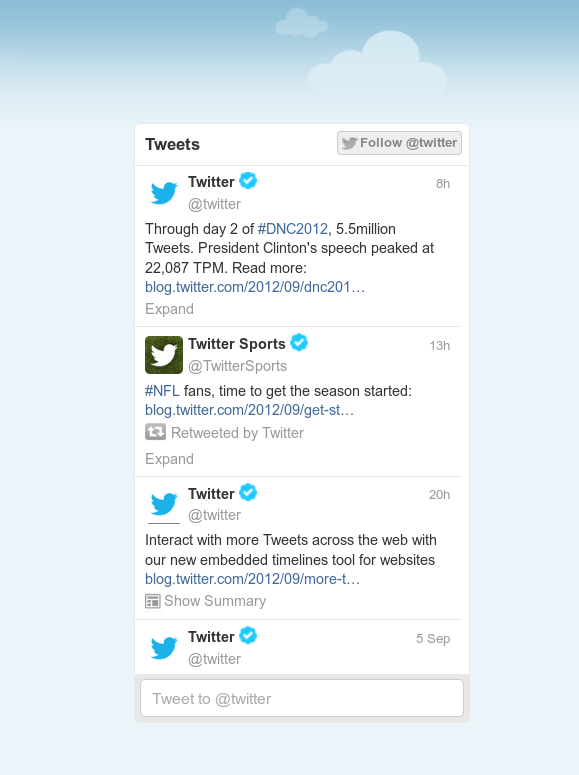 Tweets
Follow @twitter
Twitter
8h
@twitter
Through day 2 of #DNC2012, 5.5million
Tweets. President Clinton's speech peaked at
22,087 TPM. Read more:
blog.twitter.com/2012/09/dnc201…
Expand
Twitter Sports
13h
@TwitterSports
#NFL fans, time to get the season started:
blog.twitter.com/2012/09/get-st…
Retweeted by Twitter
Expand
Twitter
20h
@twitter
Interact with more Tweets across the web with
our new embedded timelines tool for websites
blog.twitter.com/2012/09/more-t…
Show Summary
Twitter
5 Sep
@twitter
Tweet to @twitter